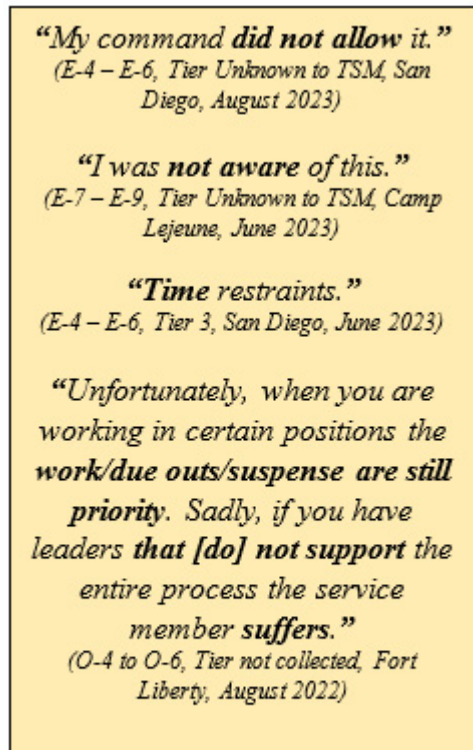 “My command did not allow it.”
(E-4 – E-6, Tier Unknown to TSM, San
Diego, August 2023)
“I was not aware of this.”
(E-7 – E-9, Tier Unknown to TSM, Camp
Lejeune, June 2023)
“Time restraints.”
(E-4 – E-6, Tier 3, San Diego, June 2023)
“Unfortunately, when you are
working in certain positions the
work/due outs/suspense are still
priority. Sadly, if you have
leaders that [do] not support the
entire process the service
member suffers.”
(O-4 to O-6, Tier not collected, Fort
Liberty, August 2022)